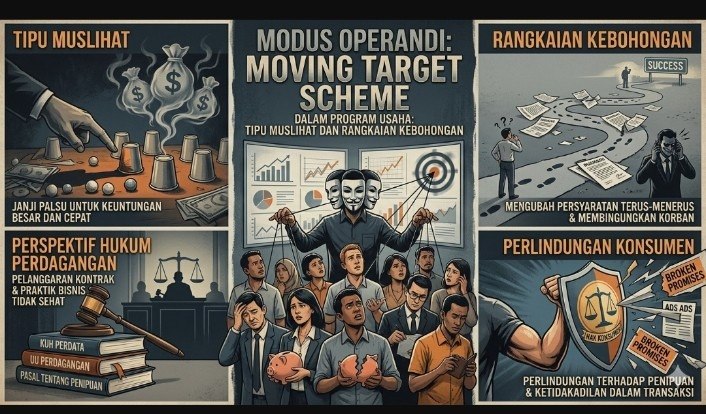 TIPU MUSLIHAT
JANJI PALSU UNTUK KEUNTUNGAN
BESAR DAN CEPAT
MODUS OPERANDI:
MOVING TARGET
SCHEME
DALAM PROGRAM USAHA:
TIPU MUSLIHAT DAN RANGKAIAN KEBOHONGAN
RANGKAIAN KEBOHONGAN
SUCCESS
MENGUBAH PERSYARATAN TERUS-MENERUS
& MEMBINGUNGKAN KORBAN
PERSPEKTIF HUKUM
PERDAGANGAN
PELANGGARAN KONTRAK
& PRAKTIK BISNIS
TIDAK SEHAT
KUH PERDATA
UU PERDAGANGAN
PASAL TENTANG PENIPUAN
PERLINDUNGAN KONSUMEN
BROKEN
PROMISES
ADS ADS
BROKEN
PROMISES
PERLINDUNGAN TERHADAP PENIPUAN
& KETIDAKADILAN DALAM TRANSAKSI